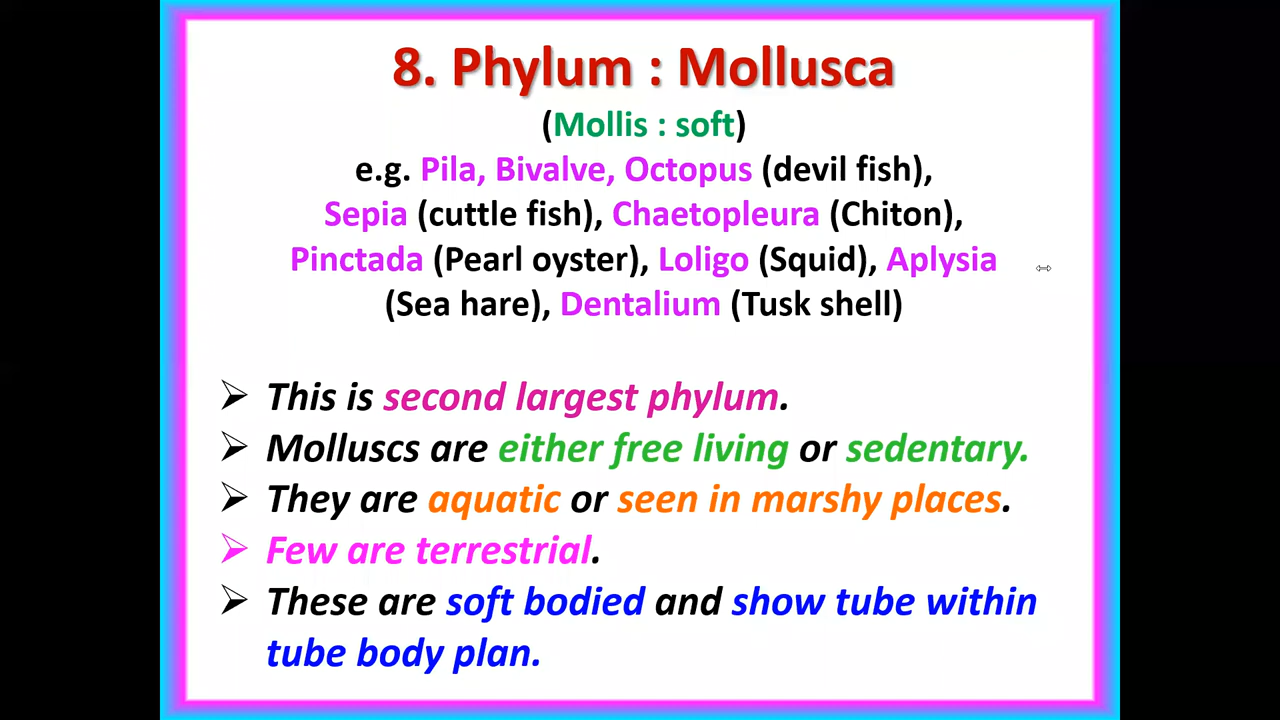 8. Phylum : Mollusca
(Mollis : soft)
e.g. Pila, Bivalve, Octopus (devil fish),
Sepia (cuttle fish), Chaetopleura (Chiton),
Pinctada (Pearl oyster), Loligo (Squid), Aplysia
(Sea hare), Dentalium (Tusk shell)
➢ This is second largest phylum.
➢ Molluscs are either free living or sedentary.
➢ They are aquatic or seen in marshy places.
➢ Few are terrestrial.
➢ These are soft bodied and show tube within
tube body plan.